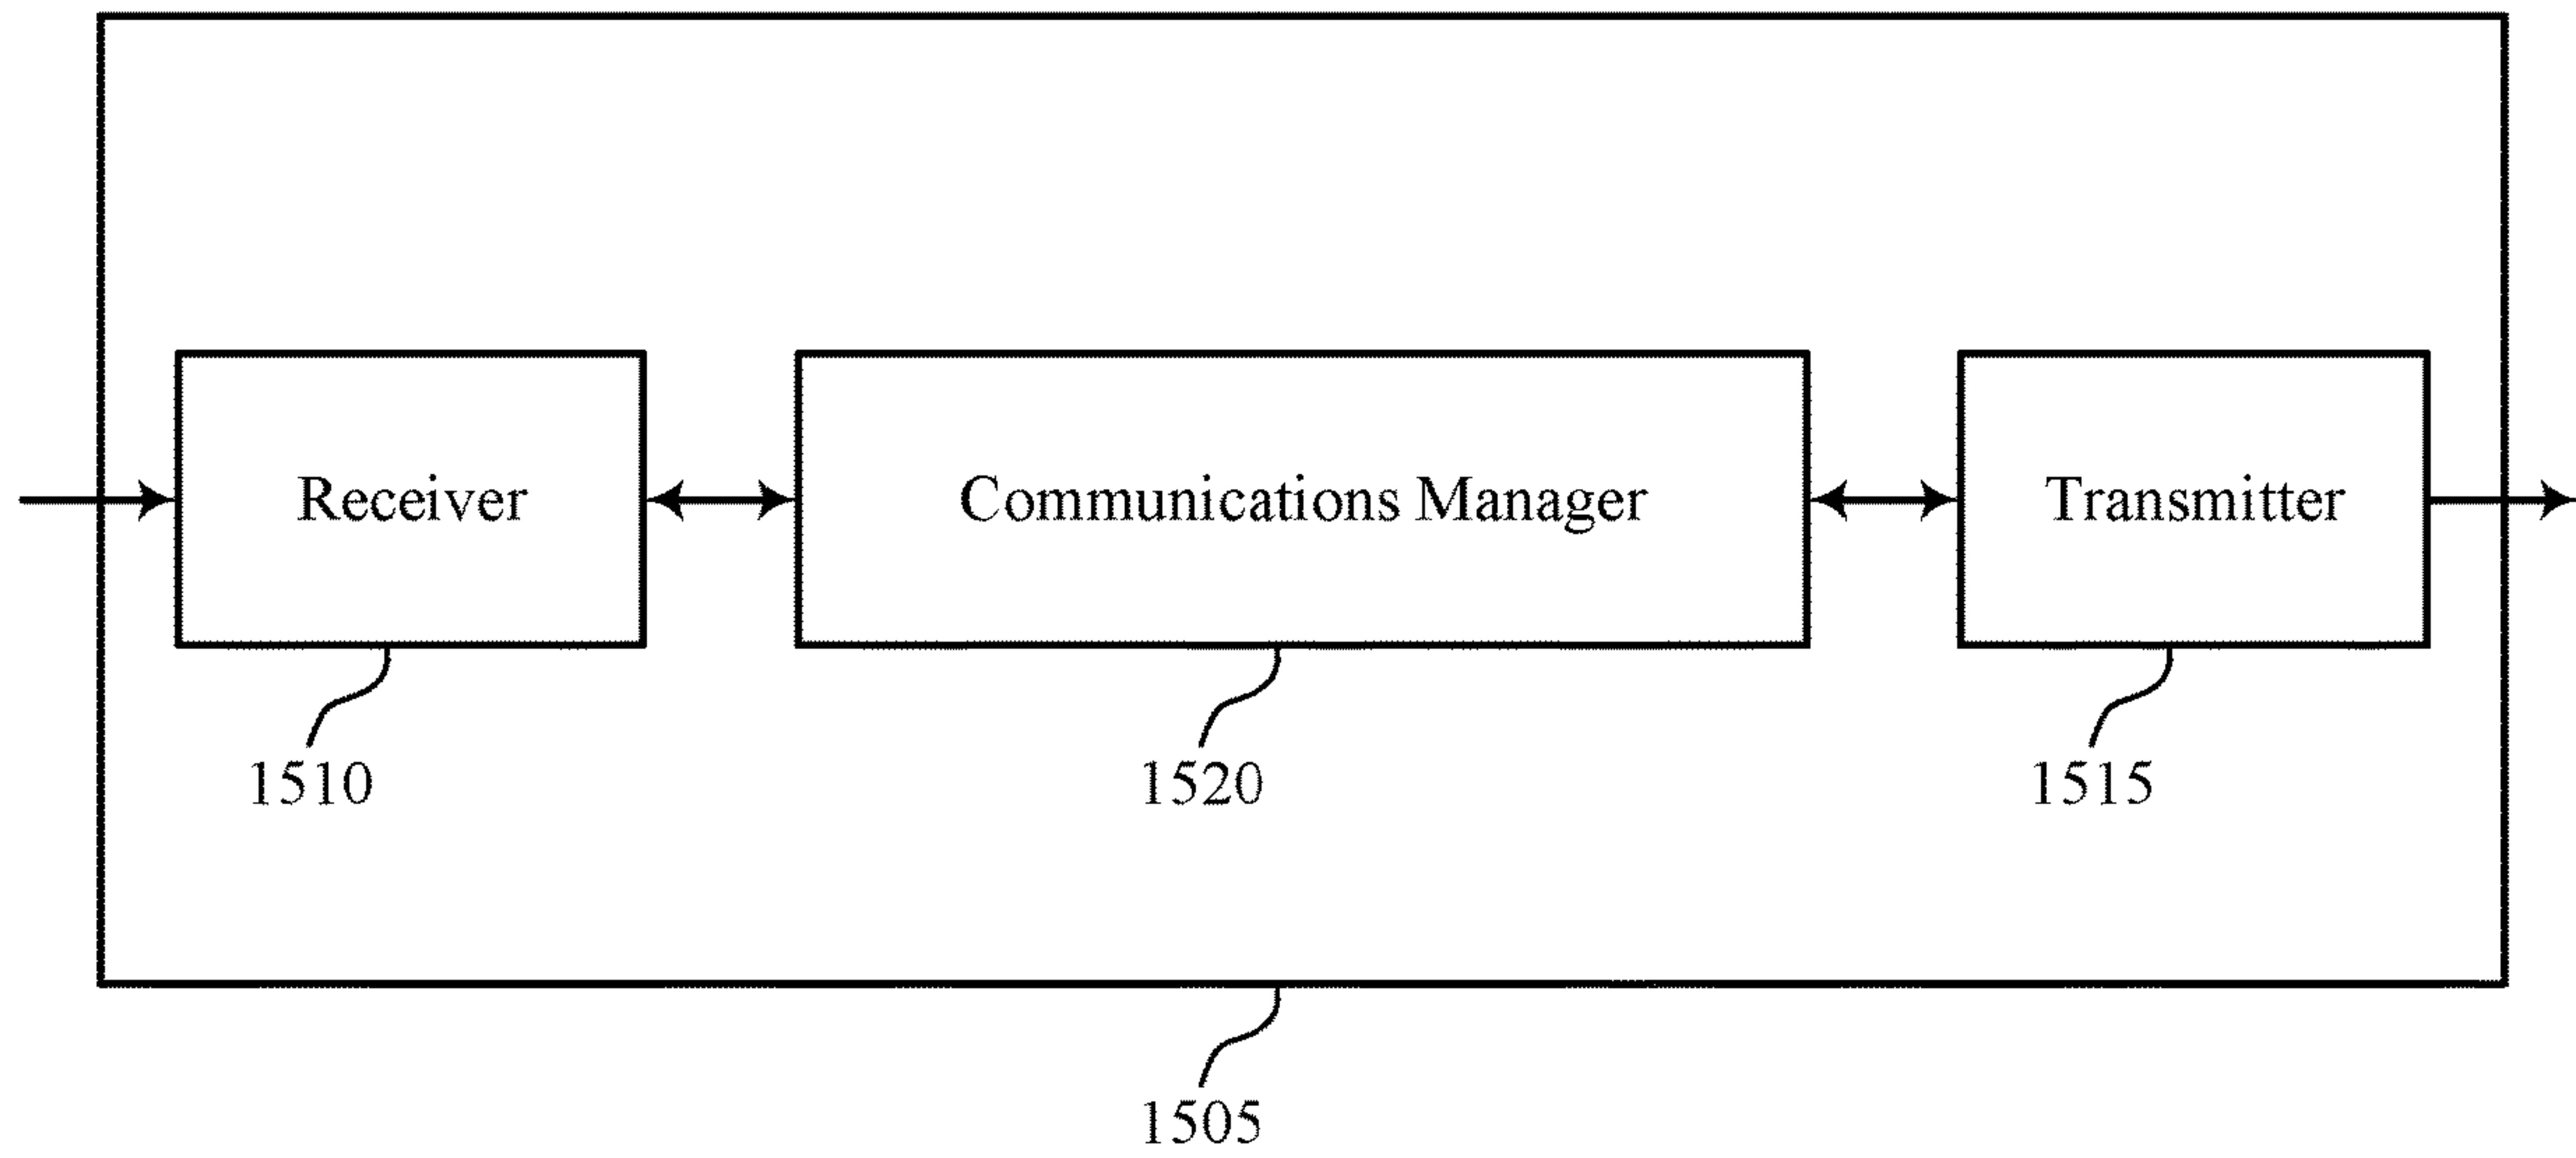 Receiver
Communications Manager
Transmitter
1510
1520
1515
1505